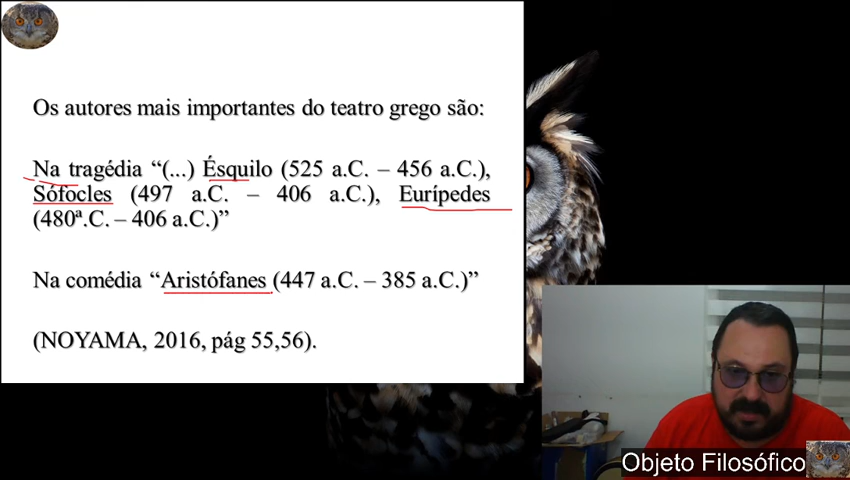 Os autores mais importantes do teatro grego são:
Na tragédia “(...) Ésquilo (525 a.C. – 456 a.C.),
Sófocles (497 a.C. – 406 a.C.), Eurípedes
(480ª.C. – 406 a.C.)”
Na comédia “Aristófanes (447 a.C. – 385 a.C.)”
(NOYAMA, 2016, pág 55,56).
Objeto Filosófico